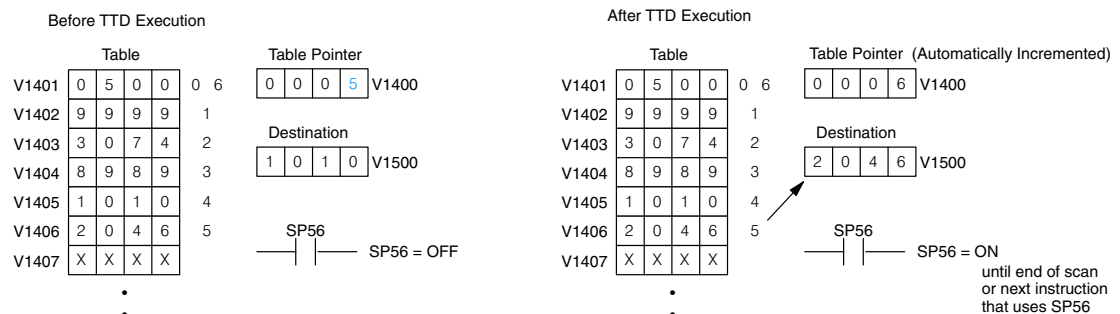 Before TTD Execution
Table
Table Pointer
V1401 0 5 0 0 0 6
0 0 0 5 V1400
V1402 9 9 9 9 1
V1403 3 0 7 4 2
Destination
1 0 1 0 V1500
V1404 8 9 8 9 3
V1405 1 0 1 0 4
V1406 2 0 4 6 5
V1407 X X X X
SP56
SP56 = OFF
After TTD Execution
Table
Table Pointer (Automatically Incremented)
V1401 0 5 0 0 0 6
0 0 0 6 V1400
V1402 9 9 9 9 1
V1403 3 0 7 4 2
Destination
2 0 4 6 V1500
V1404 8 9 8 9 3
V1405 1 0 1 0 4
V1406 2 0 4 6 5
V1407 X X X X
SP56
SP56 = ON
until end of scan
or next instruction
that uses SP56